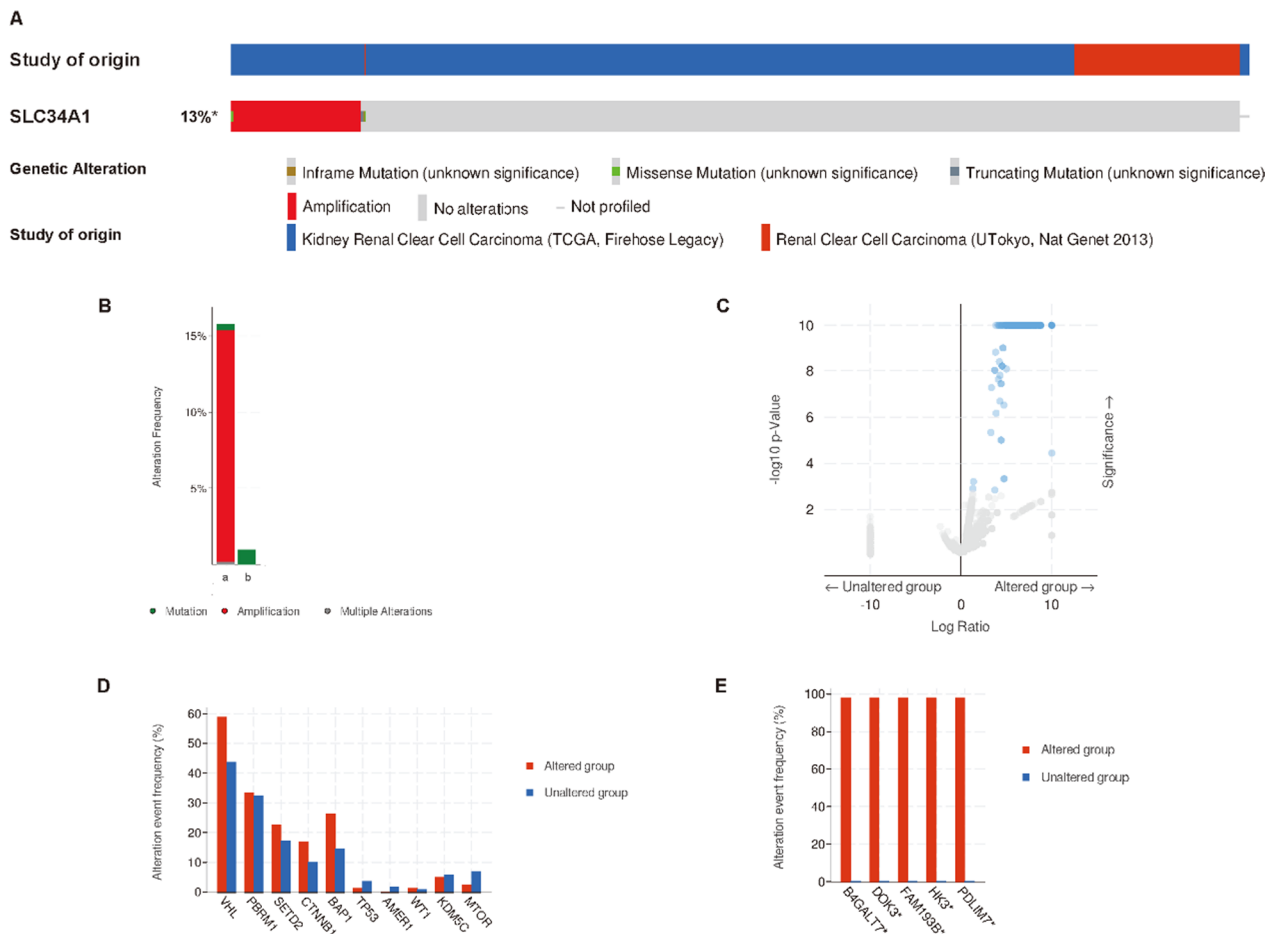 A
Study of origin
SLC34A1 13%*
Genetic Alteration Inframe Mutation (unknown significance) Missense Mutation (unknown significance) Truncating Mutation (unknown significance)
Amplification No alterations Not profiled
Study of origin Kidney Renal Clear Cell Carcinoma (TCGA, Firehose Legacy) Renal Clear Cell Carcinoma (UTokyo, Nat Genet 2013)
B
Alteration Frequency
15%
10%
5%
a b
Mutation Amplification Multiple Alterations
C
-log10 p-Value
10
8
6
4
2
Significance →
← Unaltered group Altered group →
-10 0 10
Log Ratio
D
Alteration event frequency (%)
60
50
40
30
20
10
0
VHL PBRM1 SETD2 CTNNB1 BAP1 TP53 AMER1 WT1 KDM5C MTOR
Altered group
Unaltered group
E
Alteration event frequency (%)
100
80
60
40
20
0
B4GALT7* DOK3* FAM193B* HK3* PDLIM7*
Altered group
Unaltered group